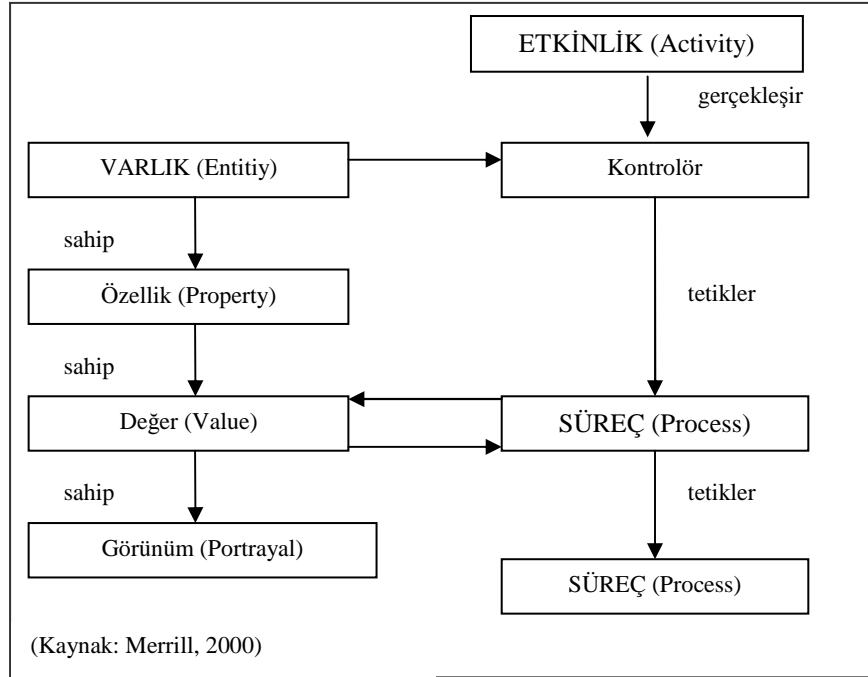 ETKİNLİK (Activity)
gerçekleşir
VARLIK (Entitiy)
Kontrolör
sahip
Özellik (Property)
tetikler
sahip
Değer (Value)
SÜREÇ (Process)
sahip
tetikler
Görünüm (Portrayal)
SÜREÇ (Process)
(Kaynak: Merrill, 2000)